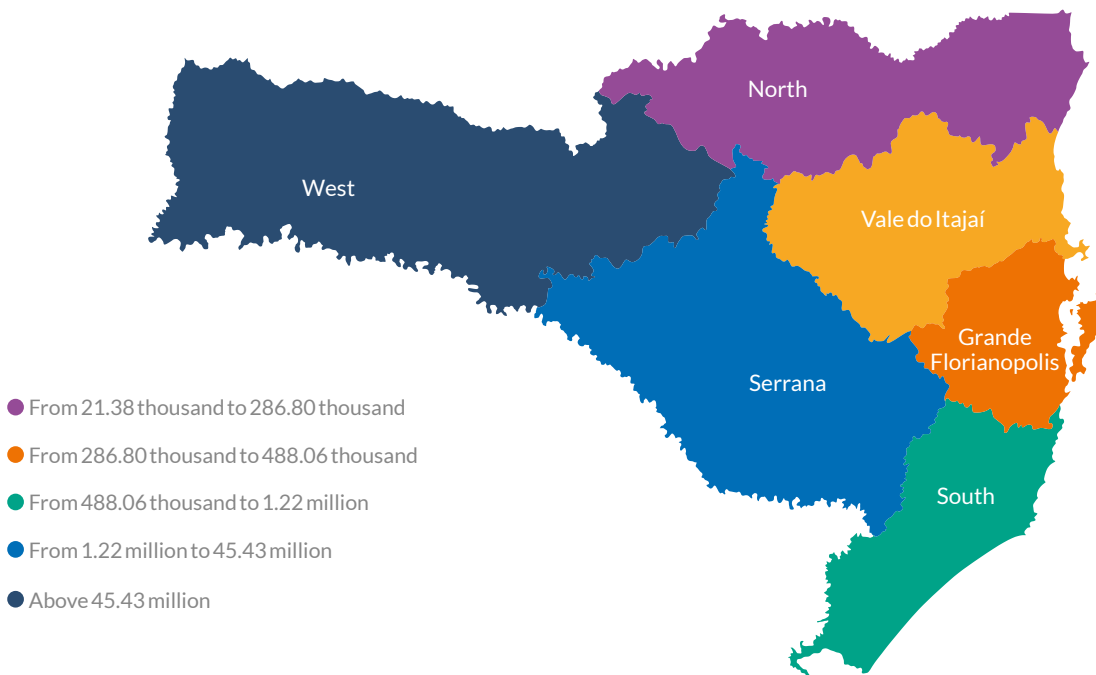 North
West
Vale do Itajaí
Grande
Florianopolis
Serrana
South
From 21.38 thousand to 286.80 thousand
From 286.80 thousand to 488.06 thousand
From 488.06 thousand to 1.22 million
From 1.22 million to 45.43 million
Above 45.43 million